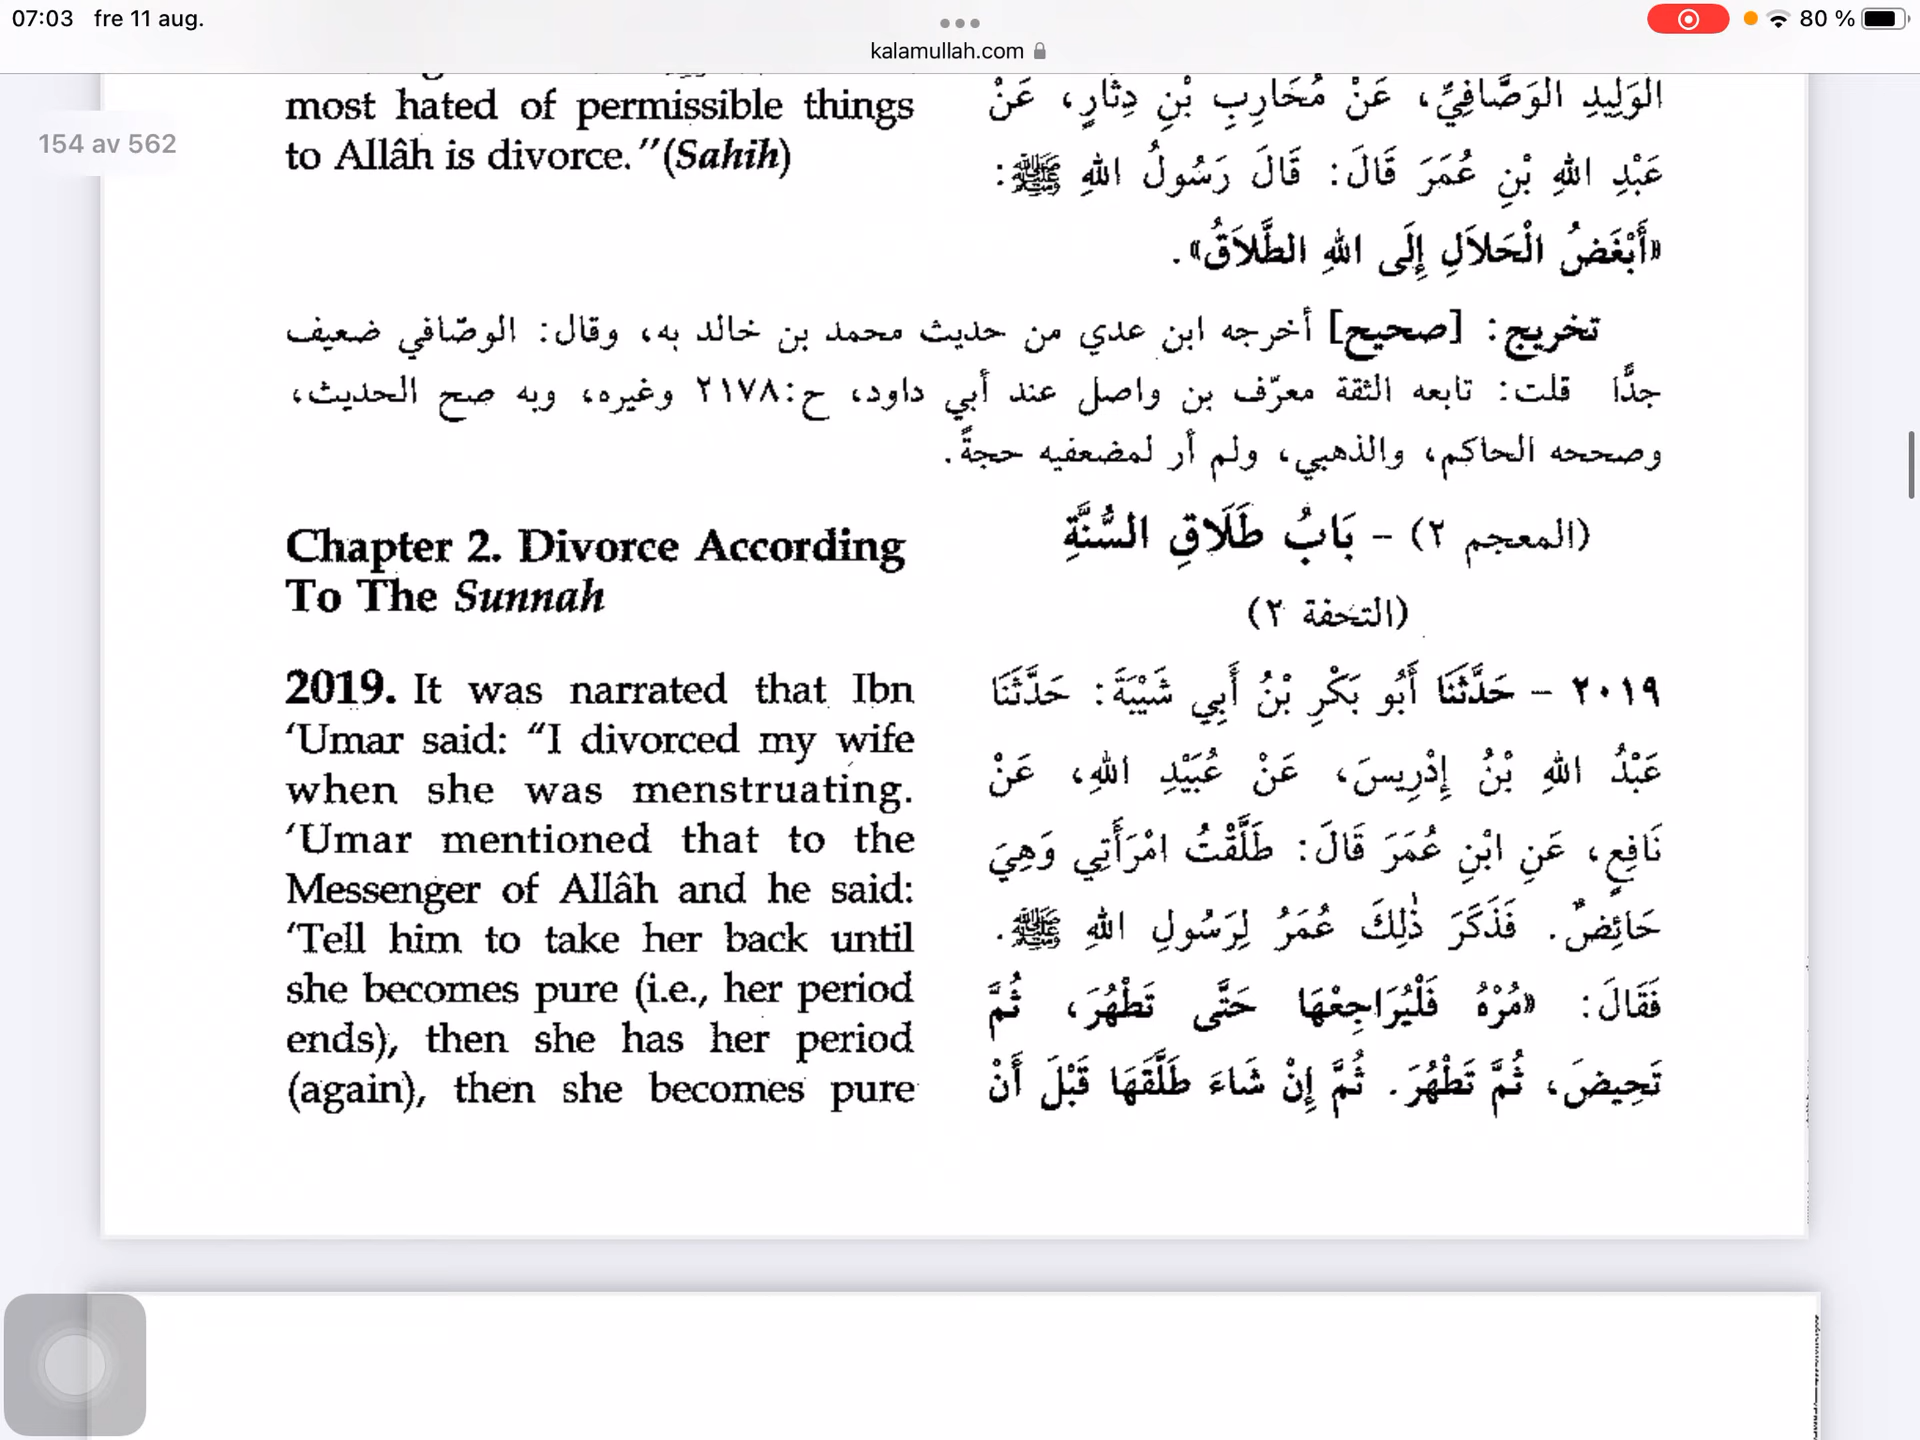 07:03 fre 11 aug.
80 %
kalamullah.com
154 av 562
most hated of permissible things
to Allâh is divorce.”(Sahih)
الْوَلِيدِ الْوَصَّافِيِّ، عَنْ مُحَارِبِ بْنِ دِثَارٍ، عَنْ
عَبْدِ اللهِ بْنِ عُمَرَ قَالَ: قَالَ رَسُولُ اللهِ ﷺ:
«أَبْغَضُ الْحَلاَلِ إِلَى اللهِ الطَّلاَقُ».
تخريج: [صحيح] أخرجه ابن عدي من حديث محمد بن خالد به، وقال: الوصّافي ضعيف
جدًّا قلت: تابعه الثقة معرّف بن واصل عند أبي داود، ح:٢١٧٨ وغيره، وبه صح الحديث،
وصححه الحاكم، والذهبي، ولم أر لمضعفيه حجةً.
Chapter 2. Divorce According
To The Sunnah
(المعجم ٢) – بَابُ طَلَاقِ السُّنَّةِ
(التحفة ٢)
2019. It was narrated that Ibn
‘Umar said: “I divorced my wife
when she was menstruating.
‘Umar mentioned that to the
Messenger of Allâh and he said:
‘Tell him to take her back until
she becomes pure (i.e., her period
ends), then she has her period
(again), then she becomes pure
٢٠١٩ – حَدَّثَنَا أَبُو بَكْرِ بْنُ أَبِي شَيْبَةَ: حَدَّثَنَا
عَبْدُ اللهِ بْنُ إِدْرِيسَ، عَنْ عُبَيْدِ اللهِ، عَنْ
نَافِعٍ، عَنِ ابْنِ عُمَرَ قَالَ: طَلَّقْتُ امْرَأَتِي وَهِيَ
حَائِضٌ. فَذَكَرَ ذٰلِكَ عُمَرُ لِرَسُولِ اللهِ ﷺ.
فَقَالَ: «مُرْهُ فَلْيُرَاجِعْهَا حَتَّى تَطْهُرَ، ثُمَّ
تَحِيضَ، ثُمَّ تَطْهُرَ. ثُمَّ إِنْ شَاءَ طَلَّقَهَا قَبْلَ أَنْ